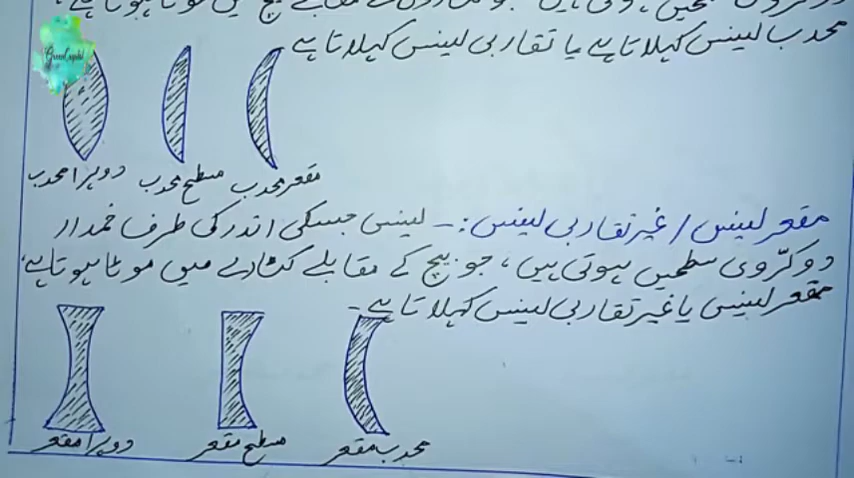 محدب لینس کہلاتا ہے یا تقاربی لینس کہلاتا ہے
دوہرا محدب
مسطح محدب
مقعر محدب
مقعر لینس / غیر تقاربی لینس :- لینس جسکی اندر کی طرف خمدار
دو کرّوی سطحیں ہوتی ہیں، جو بیچ کے مقابلے کنارے میں موٹا ہوتا ہے،
مقعر لینس یا غیر تقاربی لینس کہلاتا ہے۔
دوہرا مقعر
مسطح مقعر
محدب مقعر